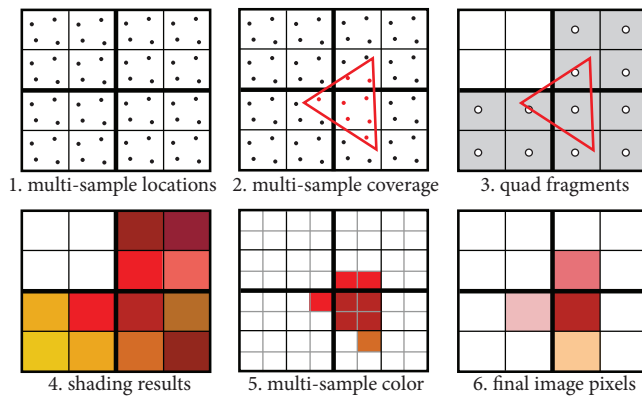 1. multi-sample locations
2. multi-sample coverage
3. quad fragments
4. shading results
5. multi-sample color
6. final image pixels